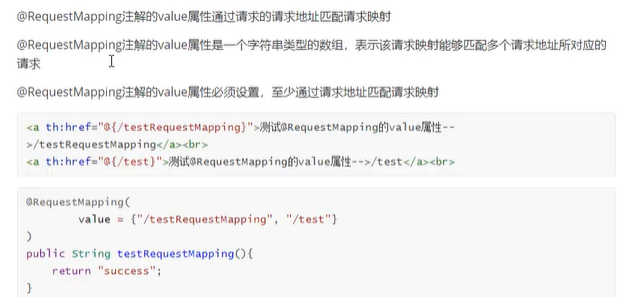 @RequestMapping注解的value属性通过请求的请求地址匹配请求映射
@RequestMapping注解的value属性是一个字符串类型的数组，表示该请求映射能够匹配多个请求地址所对应的
请求
@RequestMapping注解的value属性必须设置，至少通过请求地址匹配请求映射
<a th:href="@{/testRequestMapping}">测试@RequestMapping的value属性--
>/testRequestMapping</a><br>
<a th:href="@{/test}">测试@RequestMapping的value属性-->/test</a><br>
@RequestMapping(
value = {"/testRequestMapping", "/test"}
)
public String testRequestMapping(){
return "success";
}